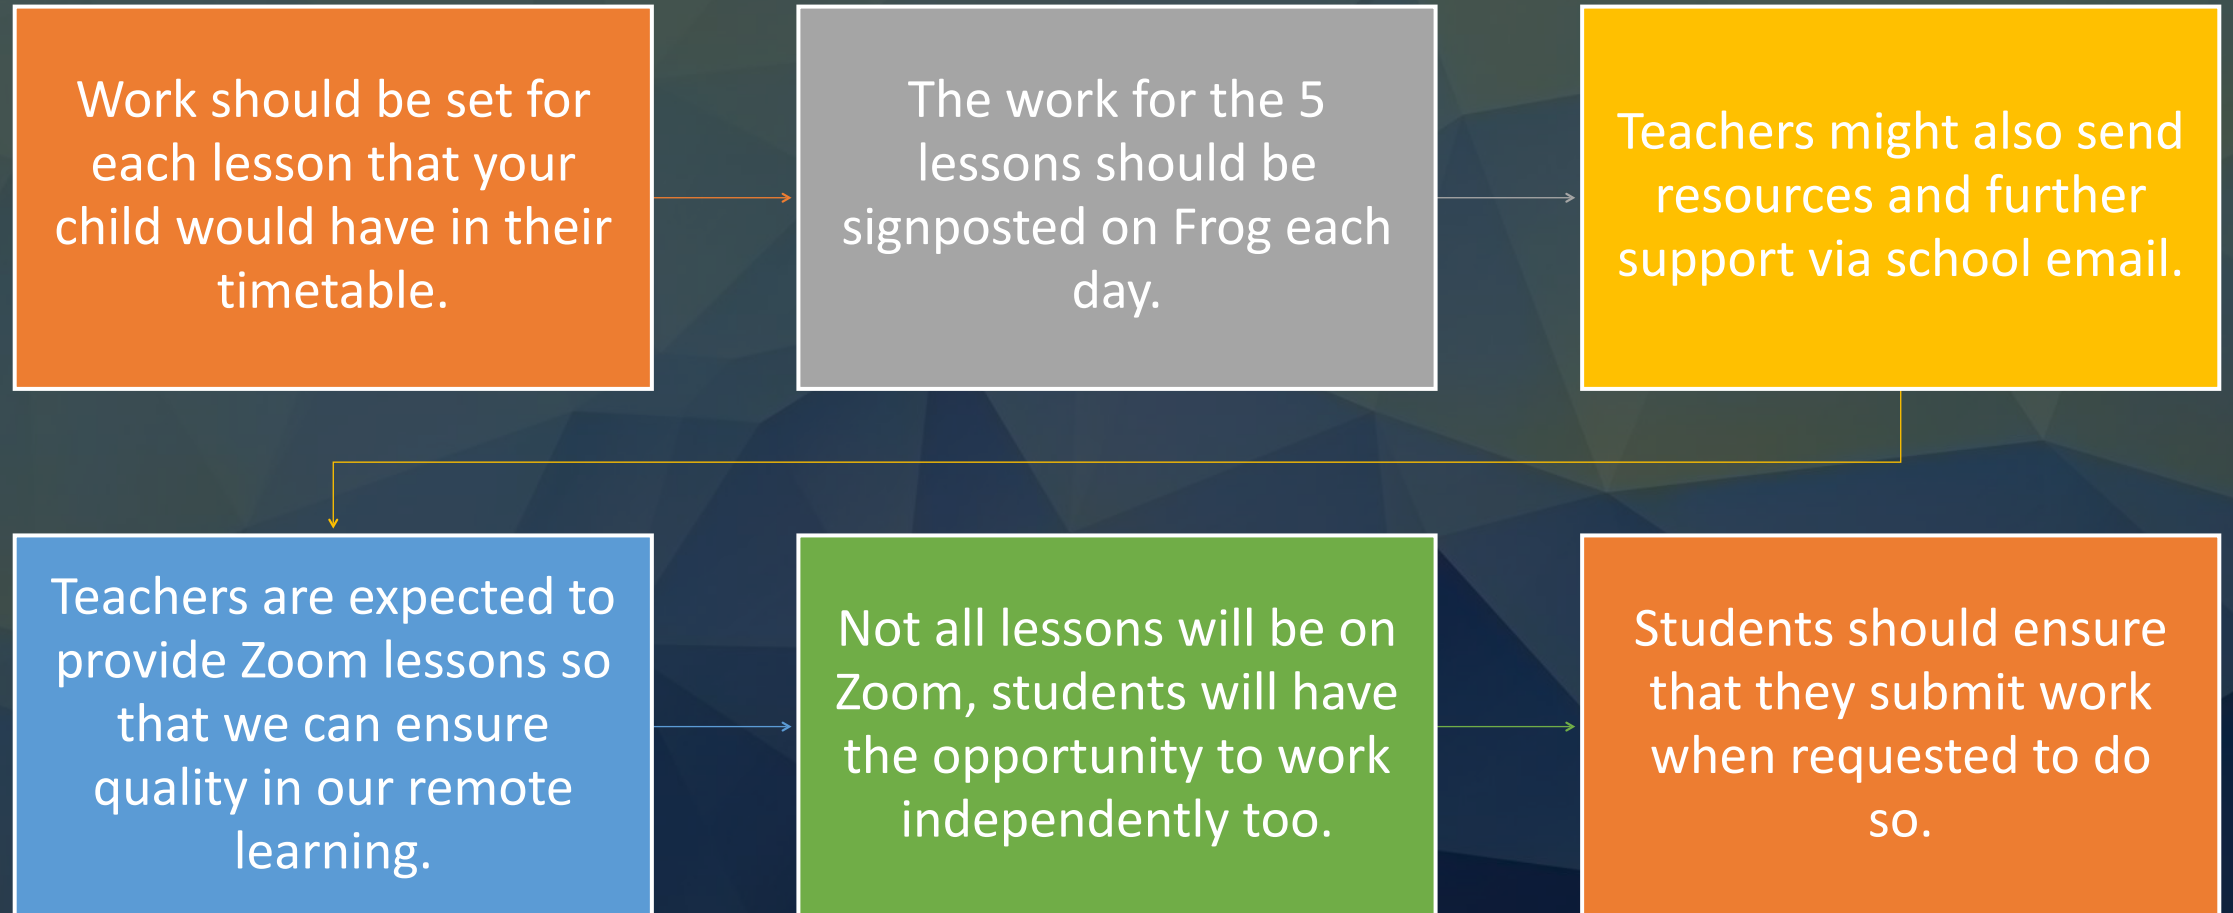 Work should be set for
each lesson that your
child would have in their
timetable.
The work for the 5
lessons should be
signposted on Frog each
day.
Teachers might also send
resources and further
support via school email.
Teachers are expected to
provide Zoom lessons so
that we can ensure
quality in our remote
learning.
Not all lessons will be on
Zoom, students will have
the opportunity to work
independently too.
Students should ensure
that they submit work
when requested to do
so.